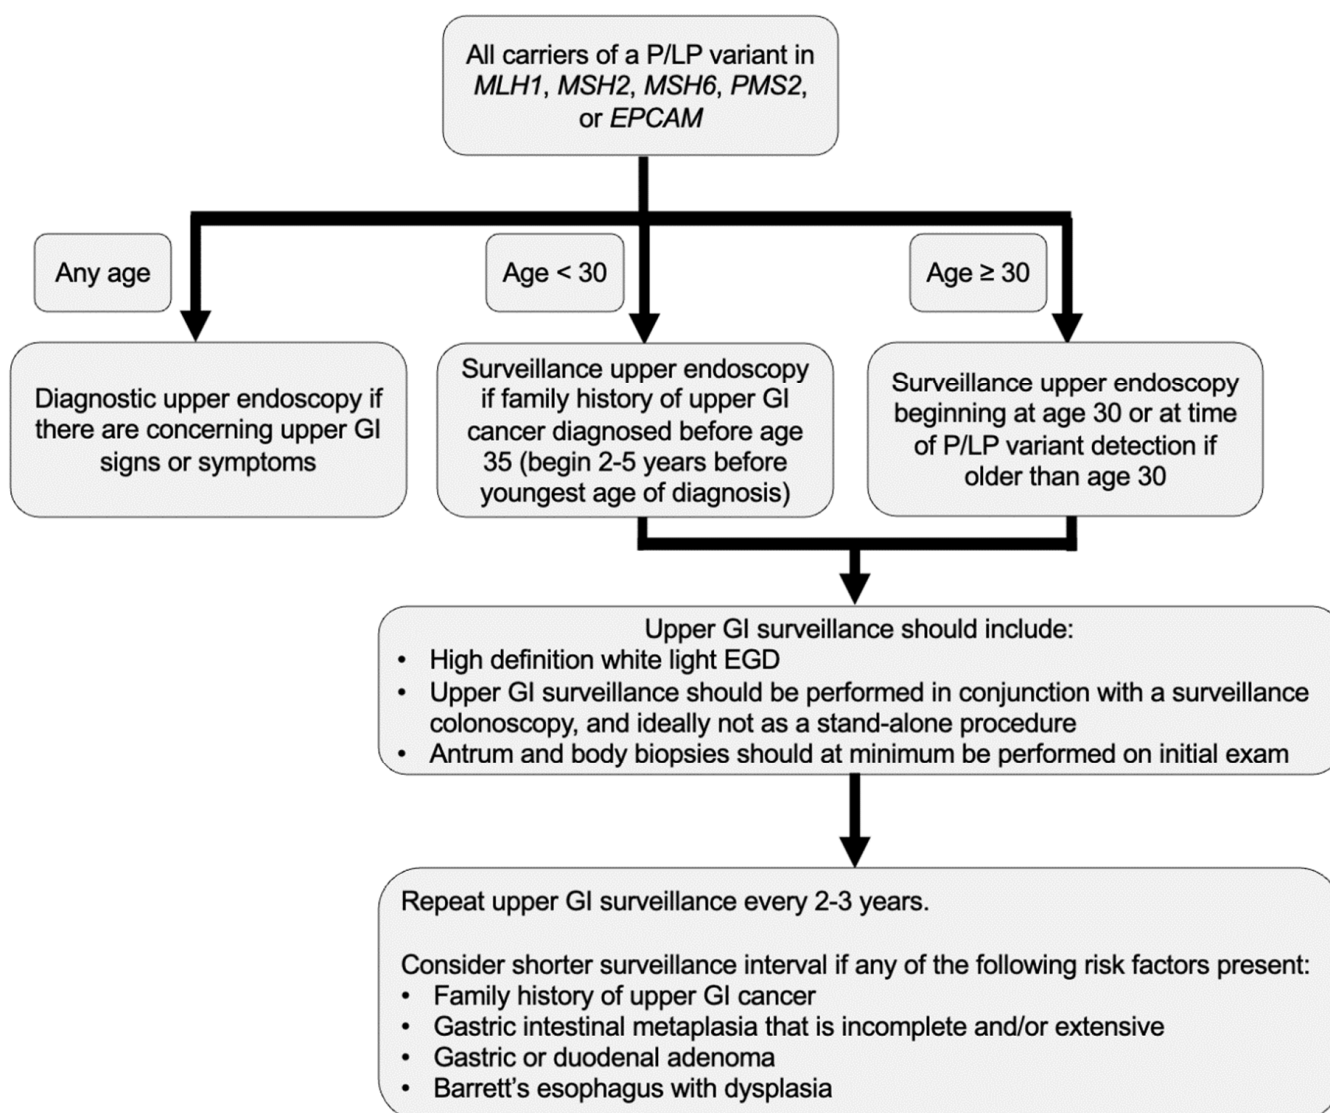 All carriers of a P/LP variant in
MLH1, MSH2, MSH6, PMS2,
or EPCAM
Any age
Age < 30
Age ≥ 30
Diagnostic upper endoscopy if
there are concerning upper GI
signs or symptoms
Surveillance upper endoscopy
if family history of upper GI
cancer diagnosed before age
35 (begin 2-5 years before
youngest age of diagnosis)
Surveillance upper endoscopy
beginning at age 30 or at time
of P/LP variant detection if
older than age 30
Upper GI surveillance should include:
• High definition white light EGD
• Upper GI surveillance should be performed in conjunction with a surveillance
colonoscopy, and ideally not as a stand-alone procedure
• Antrum and body biopsies should at minimum be performed on initial exam
Repeat upper GI surveillance every 2-3 years.
Consider shorter surveillance interval if any of the following risk factors present:
• Family history of upper GI cancer
• Gastric intestinal metaplasia that is incomplete and/or extensive
• Gastric or duodenal adenoma
• Barrett’s esophagus with dysplasia